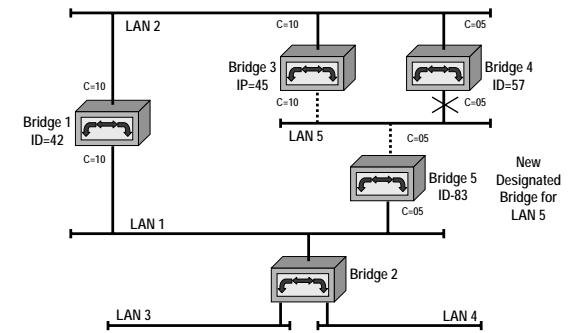 LAN 2
C=10
C=05
Bridge 3
IP=45
Bridge 4
ID=57
C=10
C=10
C=05
Bridge 1
ID=42
LAN 5
C=05
C=10
Bridge 5
ID-83
New
Designated
Bridge for
LAN 5
C=05
LAN 1
Bridge 2
LAN 3
LAN 4